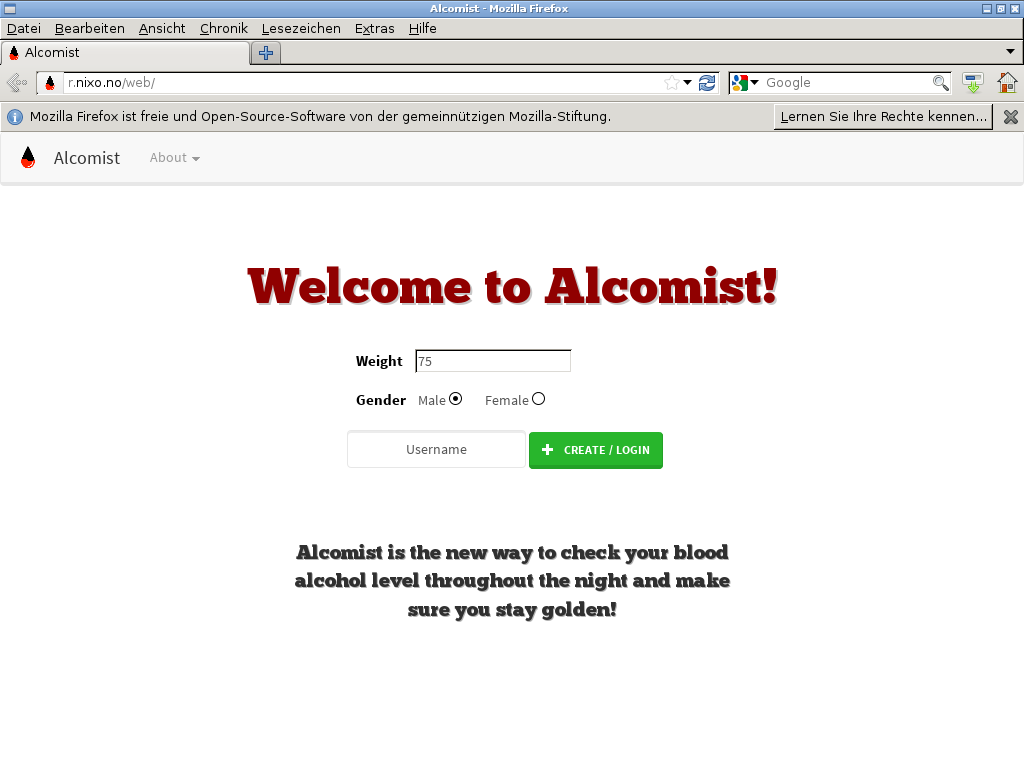 Alcomist - Mozilla Firefox
Datei Bearbeiten Ansicht Chronik Lesezeichen Extras Hilfe
Alcomist
r.nixo.no/web/ Google
Mozilla Firefox ist freie und Open-Source-Software von der gemeinnützigen Mozilla-Stiftung. Lernen Sie Ihre Rechte kennen...
Alcomist About
Welcome to Alcomist!
Weight 75
Gender Male Female
Username CREATE / LOGIN
Alcomist is the new way to check your blood
alcohol level throughout the night and make
sure you stay golden!